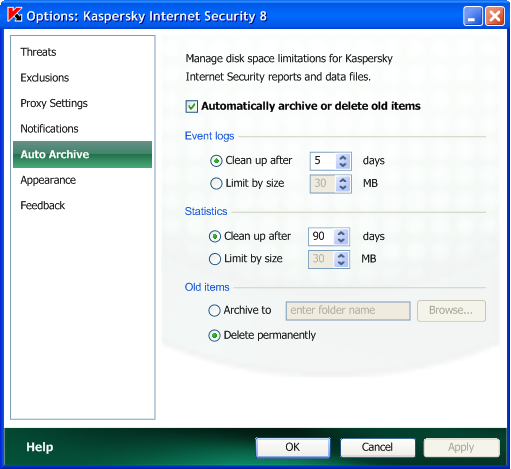 Options: Kaspersky Internet Security 8
Threats
Exclusions
Proxy Settings
Notifications
Auto Archive
Appearance
Feedback
Manage disk space limitations for Kaspersky
Internet Security reports and data files.
Automatically archive or delete old items
Event logs
Clean up after 5 days
Limit by size 30 MB
Statistics
Clean up after 90 days
Limit by size 30 MB
Old items
Archive to enter folder name Browse...
Delete permanently
Help OK Cancel Apply